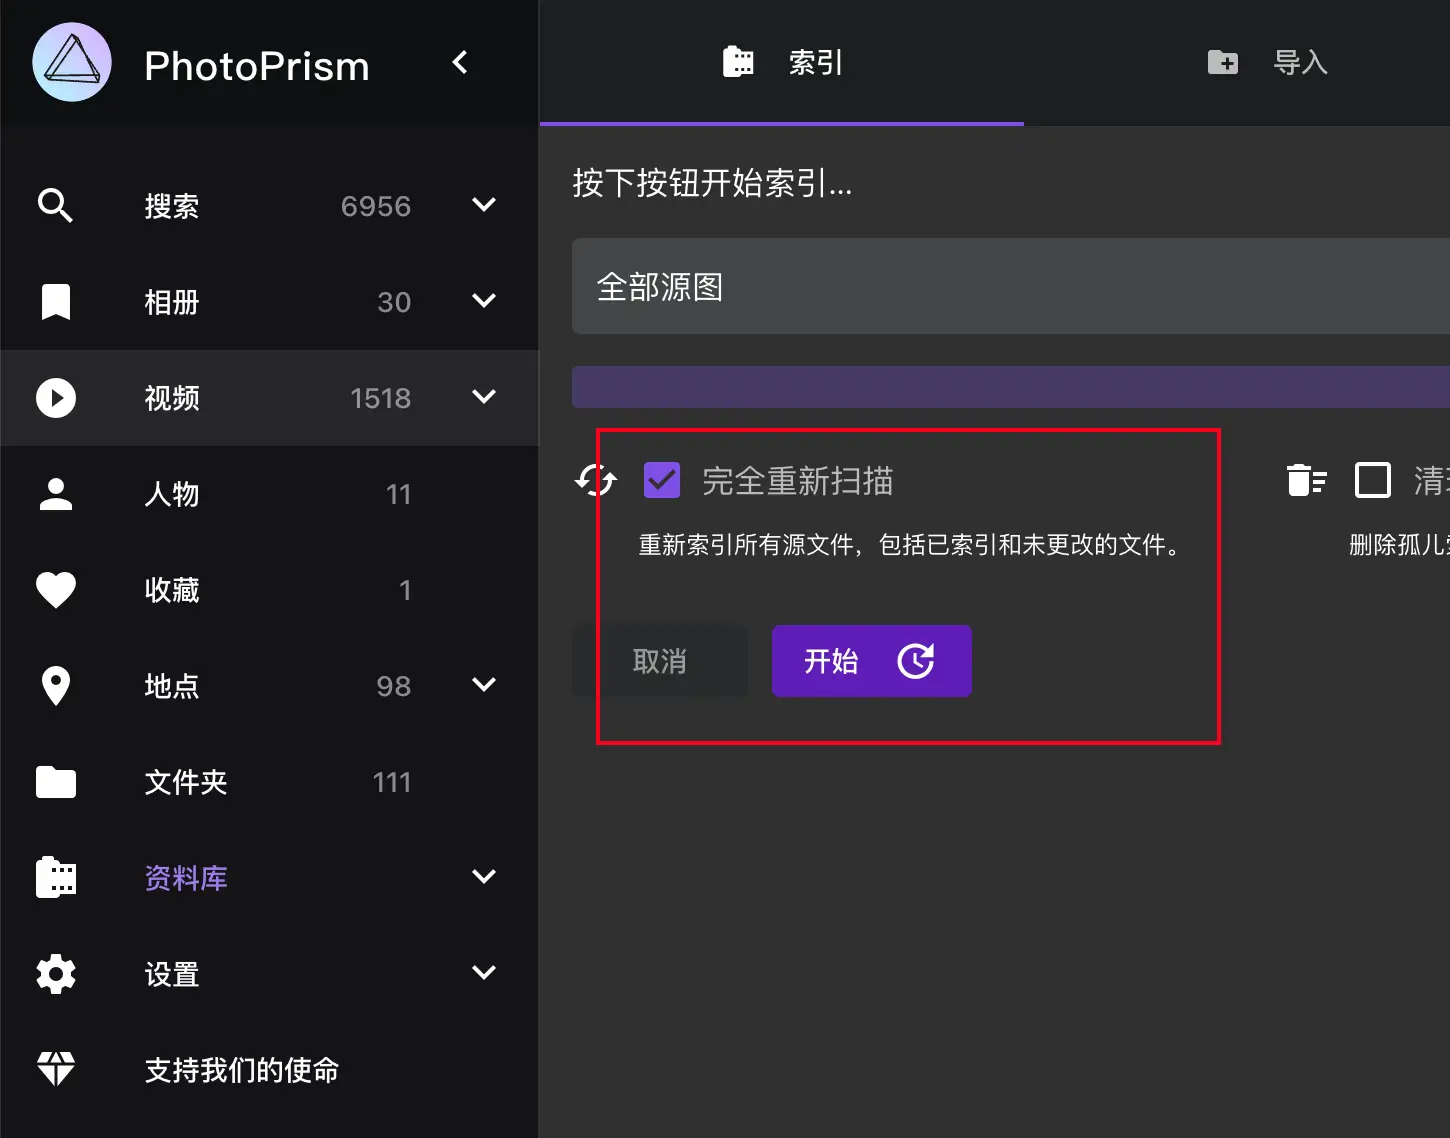 PhotoPrism
索引
导入
搜索 6956
相册 30
视频 1518
人物 11
收藏 1
地点 98
文件夹 111
资料库
设置
支持我们的使命
按下按钮开始索引...
全部源图
完全重新扫描
重新索引所有源文件，包括已索引和未更改的文件。
清
删除孤儿
取消
开始